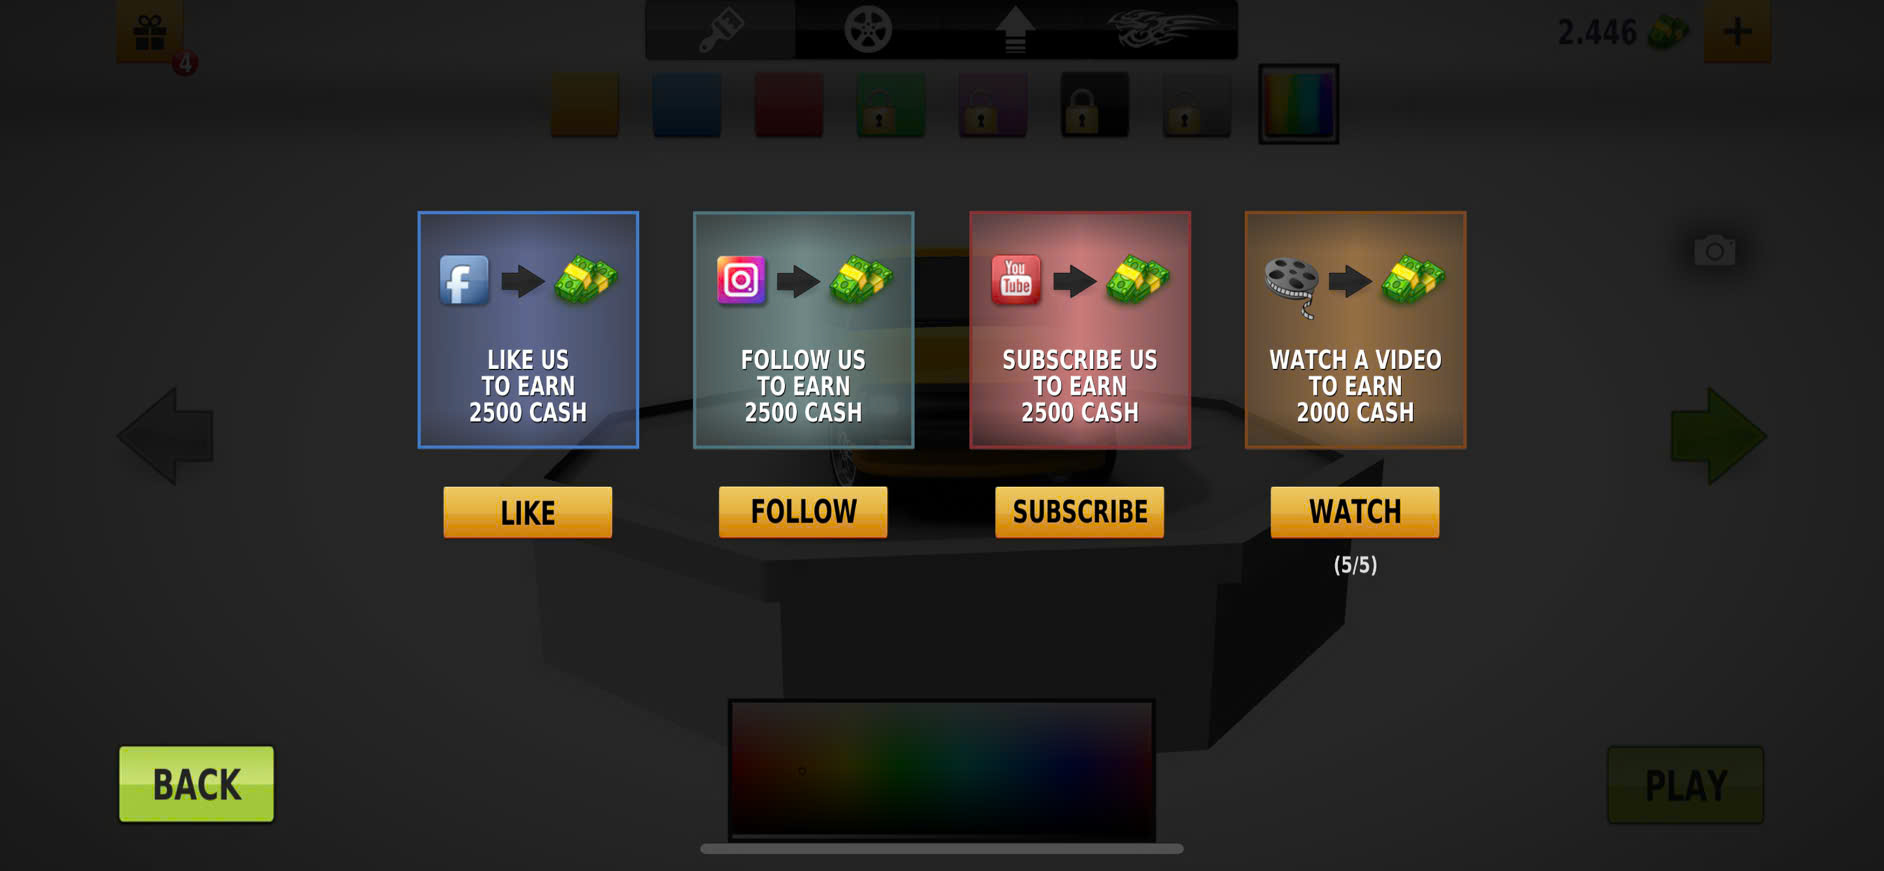 4
2.446
+
f
You
Tube
LIKE US
TO EARN
2500 CASH
FOLLOW US
TO EARN
2500 CASH
SUBSCRIBE US
TO EARN
2500 CASH
WATCH A VIDEO
TO EARN
2000 CASH
LIKE
FOLLOW
SUBSCRIBE
WATCH
(5/5)
BACK
PLAY